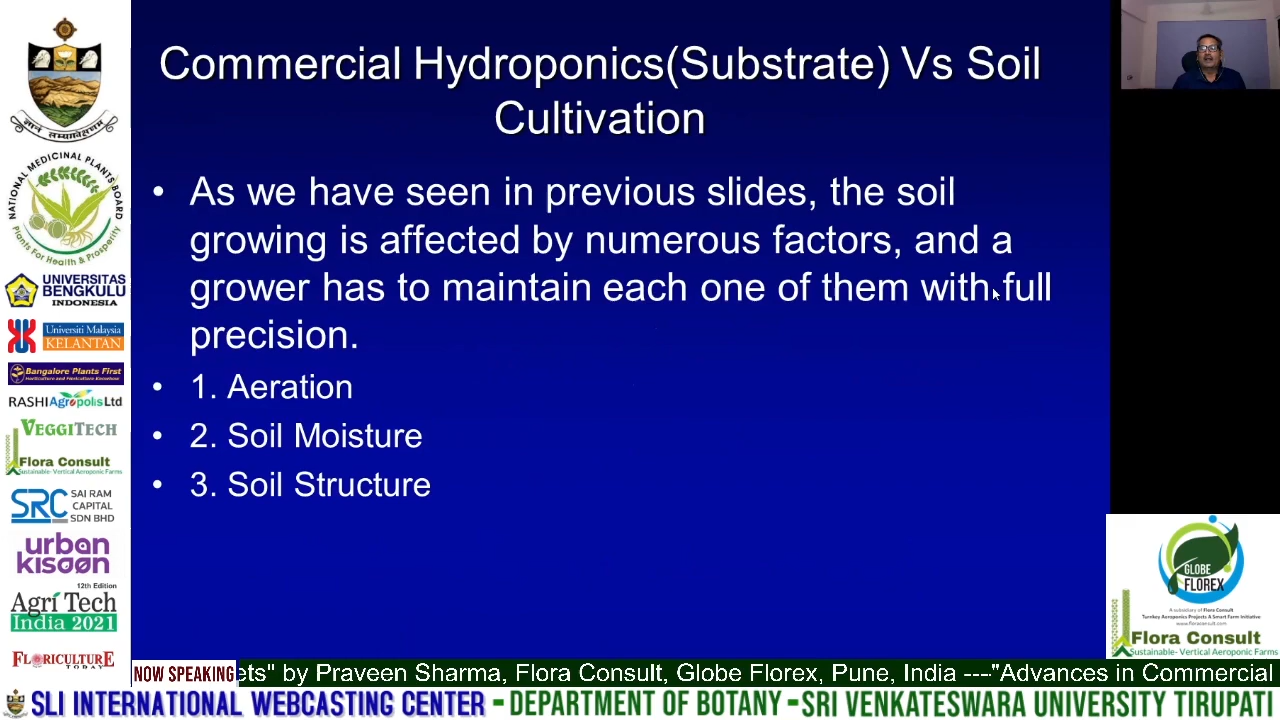 Commercial Hydroponics(Substrate) Vs Soil
Cultivation
• As we have seen in previous slides, the soil
growing is affected by numerous factors, and a
grower has to maintain each one of them with full
precision.
• 1. Aeration
• 2. Soil Moisture
• 3. Soil Structure
NATIONAL MEDICINAL PLANTS BOARD
Plants For Health & Prosperity
UNIVERSITAS
BENGKULU
INDONESIA
Universiti Malaysia
KELANTAN
Bangalore Plants First
RASHI Agropolis Ltd
VEGGITECH
Flora Consult
Sustainable- Vertical Aeroponic Farms
SRC SAI RAM
CAPITAL
SDN BHD
urban
kisaan
12th Edition
Agri Tech
India 2021
FLORICULTURE
TODAY
GLOBE
FLOREX
A subsidiary of Flora Consult
Turnkey Aeroponics Projects & Smart Farm Initiative
www.floraconsult.com
Flora Consult
Sustainable- Vertical Aeroponic Farms
NOW SPEAKING ets" by Praveen Sharma, Flora Consult, Globe Florex, Pune, India ---"Advances in Commercial
SLI INTERNATIONAL WEBCASTING CENTER - DEPARTMENT OF BOTANY - SRI VENKATESWARA UNIVERSITY TIRUPATI